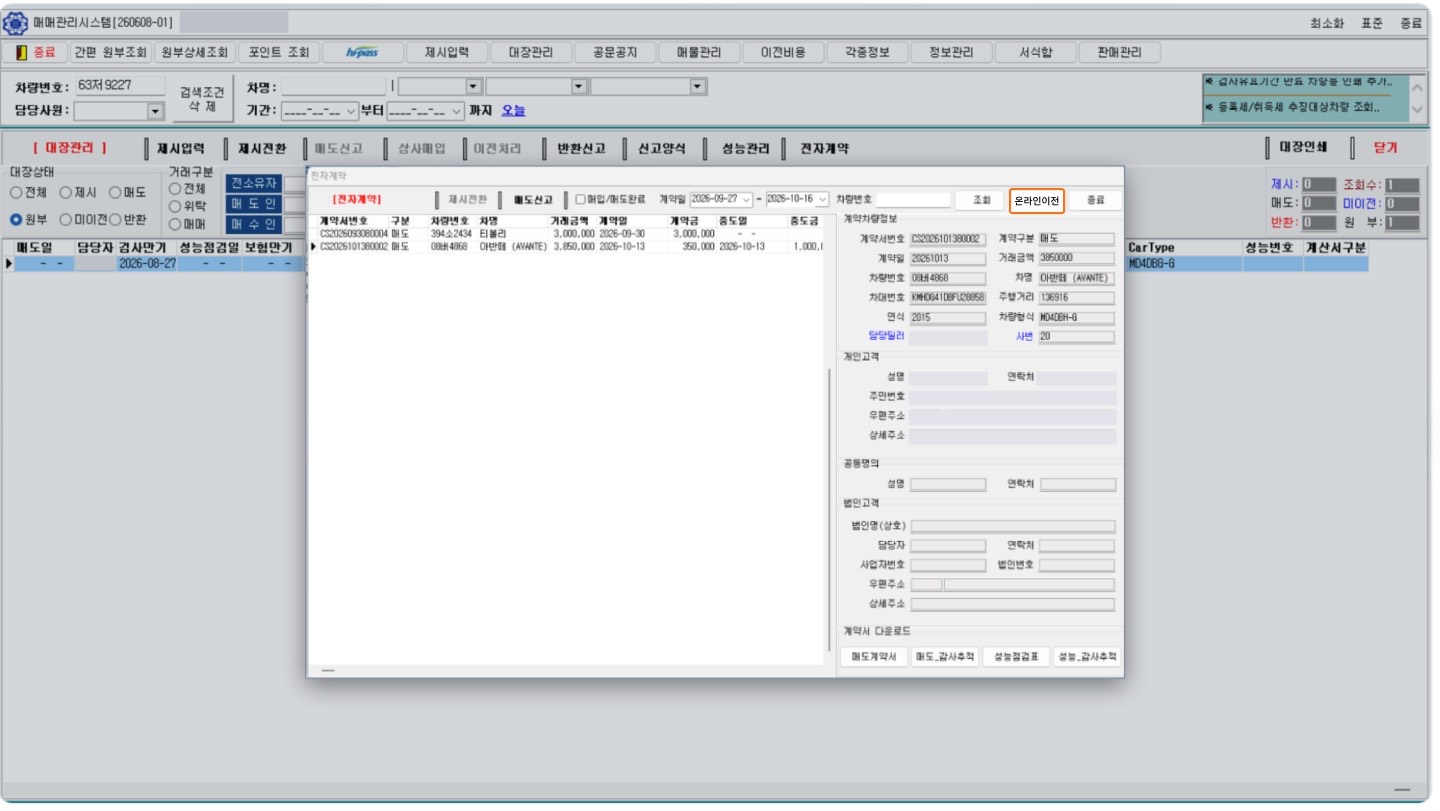 매매관리시스템[260608-01] 최소화 표준 종료
종료 간편 원부조회 원부상세조회 포인트 조회 hi-pass 제시입력 대장관리 공문공지 매물관리 이전비용 각종정보 정보관리 서식함 판매관리
차량번호: 63저9227 검색조건 삭 제 차명:
담당사원: 기간: ____-__-__ 부터 ____-__-__ 까지 오늘
검사유효기간 만료 차량을 인쇄 추가..
등록세/취득세 추징대상차량 조회..
[ 대장관리 ] 제시입력 제시전환 매도신고 상사매입 이전처리 반환신고 신고양식 성능관리 전자계약 대장인쇄 닫기
대장상태 거래구분
전체 제시 매도 전체 전소유자
위탁 매 도 인
원부 미이전 반환 매매 매 수 인
제시: 0 조회수: 1
매도: 0 미이전: 0
반환: 0 원 부: 1
매도일 담당자 검사만기 성능점검일 보험만기 CarType 성능번호 계산서구분
- - 2026-08-27 - - - - MD4DBG-G
전자계약
[전자계약] 제시전환 매도신고 매입/매도완료 계약일 2026-09-27 - 2026-10-16 차량번호 조회 온라인이전 종료
계약서번호 구분 차량번호 차명 거래금액 계약일 계약금 중도일 중도금
CS2026093080004 매도 394소2434 티볼리 3,000,000 2026-09-30 3,000,000 - -
CS2026101380002 매도 08버4868 아반떼 (AVANTE) 3,850,000 2026-10-13 350,000 2026-10-13 1,000,
계약차량정보
계약서번호 CS2026101380002 계약구분 매도
계약일 20261013 거래금액 3850000
차량번호 08버4868 차명 아반떼 (AVANTE)
차대번호 KMHDG41DBFU28858 주행거리 136916
연식 2015 차량형식 MD4DBH-G
담당딜러 사번 20
개인고객
성명 연락처
주민번호
우편주소
상세주소
공동명의
성명 연락처
법인고객
법인명(상호)
담당자 연락처
사업자번호 법인번호
우편주소
상세주소
계약서 다운로드
매도계약서 매도_감사추적 성능점검표 성능_감사추적